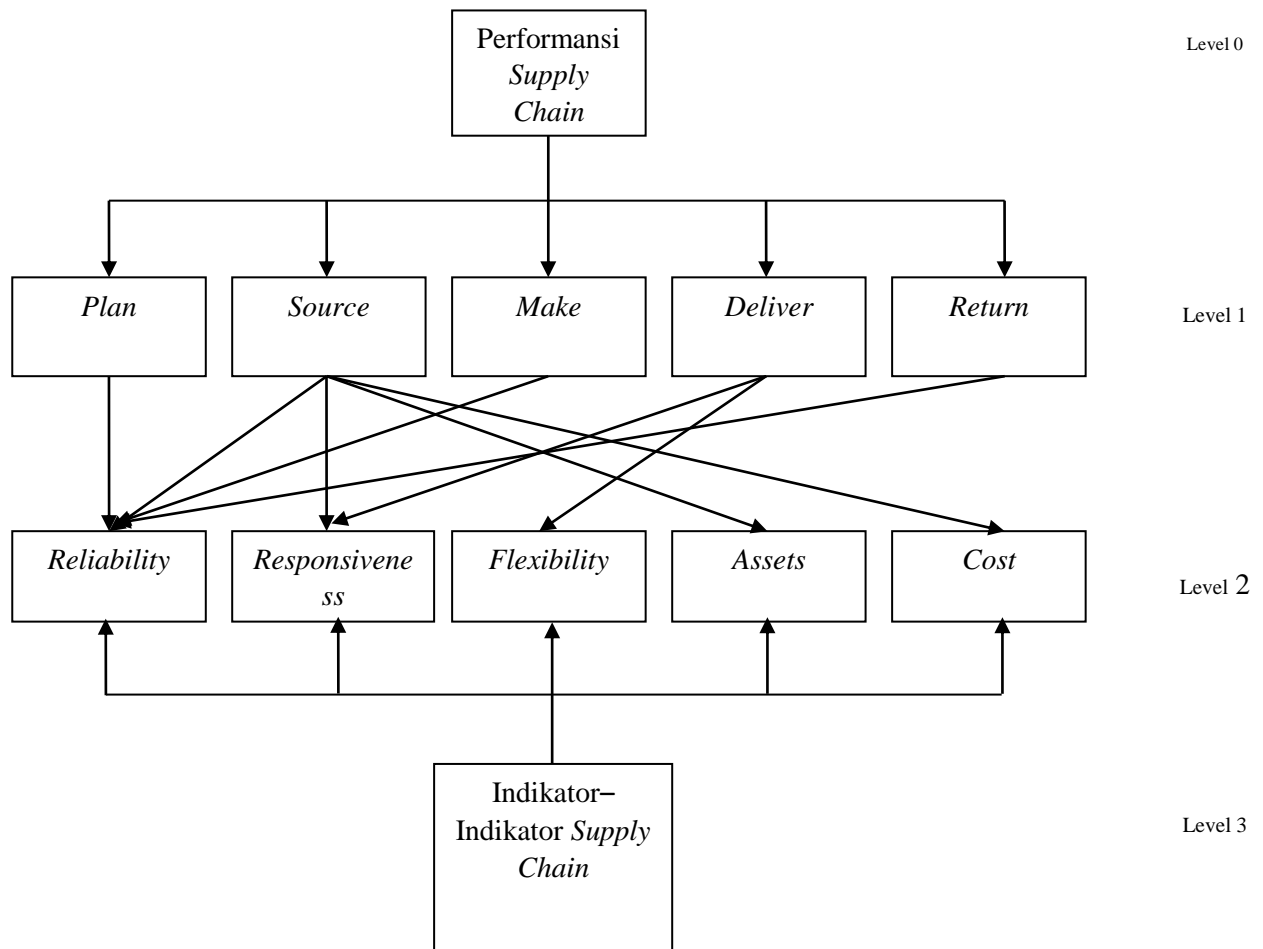 Performansi
Supply
Chain
Level 0
Plan
Source
Make
Deliver
Return
Level 1
Reliability
Responsivene
ss
Flexibility
Assets
Cost
Level 2
Indikator–
Indikator Supply
Chain
Level 3